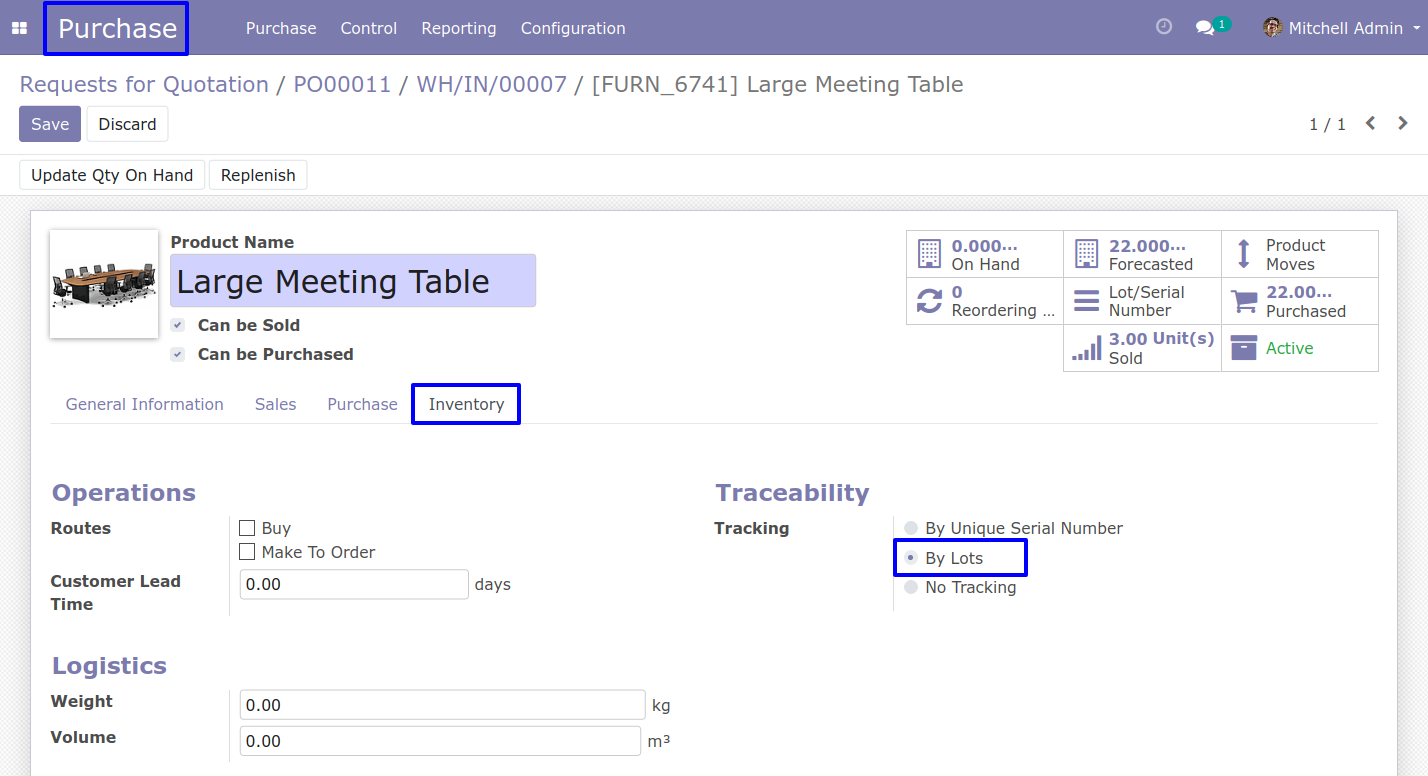 Purchase
Purchase Control Reporting Configuration
1
Mitchell Admin
Requests for Quotation / PO00011 / WH/IN/00007 / [FURN_6741] Large Meeting Table
Save Discard
1 / 1
Update Qty On Hand Replenish
Product Name
Large Meeting Table
Can be Sold
Can be Purchased
0.000...
On Hand
22.000...
Forecasted
Product
Moves
0
Reordering ...
Lot/Serial
Number
22.00...
Purchased
3.00 Unit(s)
Sold
Active
General Information Sales Purchase Inventory
Operations
Routes
Buy
Make To Order
Customer Lead
Time
0.00 days
Traceability
Tracking
By Unique Serial Number
By Lots
No Tracking
Logistics
Weight 0.00 kg
Volume 0.00 m³